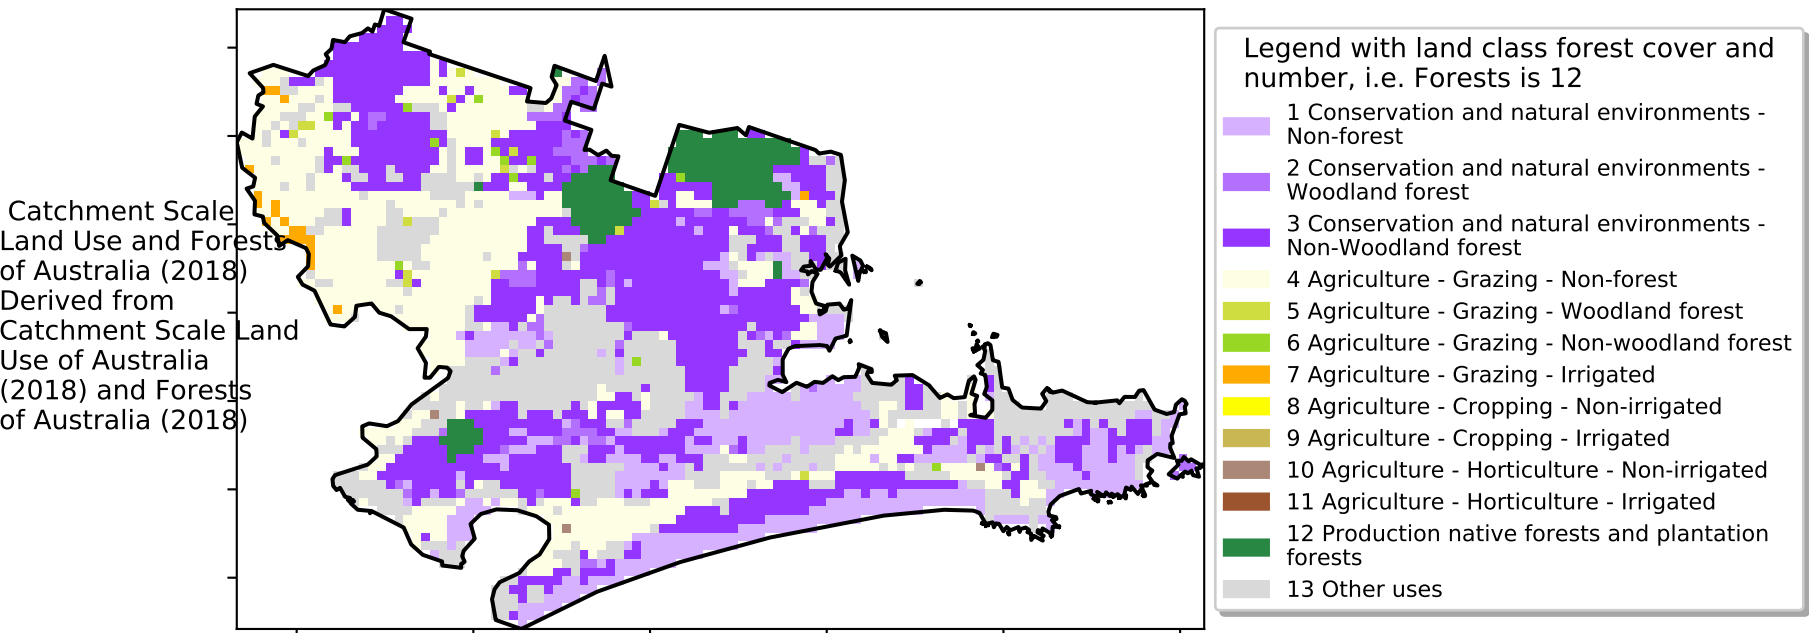 Catchment Scale
Land Use and Forests
of Australia (2018)
Derived from
Catchment Scale Land
Use of Australia
(2018) and Forests
of Australia (2018)
Legend with land class forest cover and
number, i.e. Forests is 12
1 Conservation and natural environments -
Non-forest
2 Conservation and natural environments -
Woodland forest
3 Conservation and natural environments -
Non-Woodland forest
4 Agriculture - Grazing - Non-forest
5 Agriculture - Grazing - Woodland forest
6 Agriculture - Grazing - Non-woodland forest
7 Agriculture - Grazing - Irrigated
8 Agriculture - Cropping - Non-irrigated
9 Agriculture - Cropping - Irrigated
10 Agriculture - Horticulture - Non-irrigated
11 Agriculture - Horticulture - Irrigated
12 Production native forests and plantation
forests
13 Other uses